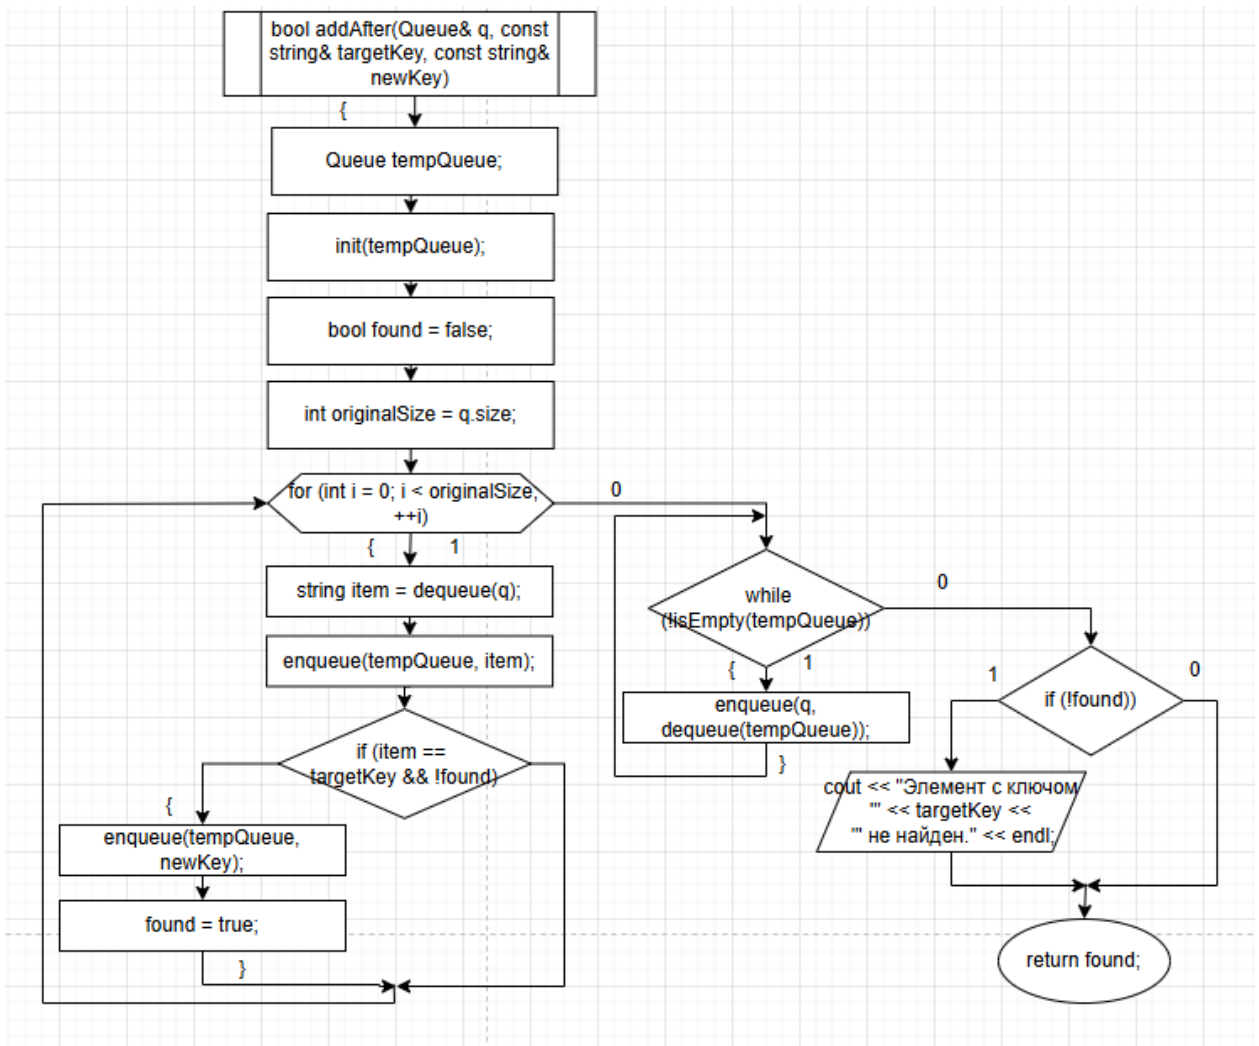 bool addAfter(Queue& q, const
string& targetKey, const string&
newKey)
{
Queue tempQueue;
init(tempQueue);
bool found = false;
int originalSize = q.size;
for (int i = 0; i < originalSize,
++i)
0
{
1
string item = dequeue(q);
enqueue(tempQueue, item);
if (item ==
targetKey && !found)
{
enqueue(tempQueue,
newKey);
found = true;
}
while
(!isEmpty(tempQueue))
0
{
1
enqueue(q,
dequeue(tempQueue));
}
if (!found))
1
0
cout << "Элемент с ключом
'" << targetKey <<
"' не найден." << endl;
return found;